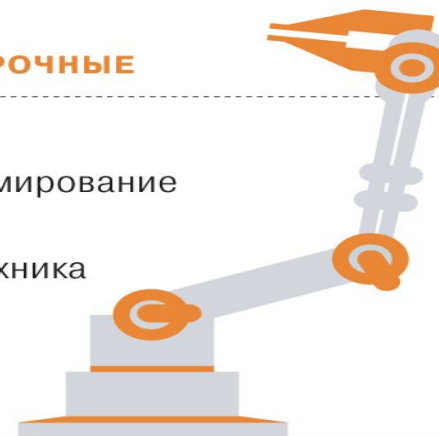 РОЧНЫЕ
мирование
хника